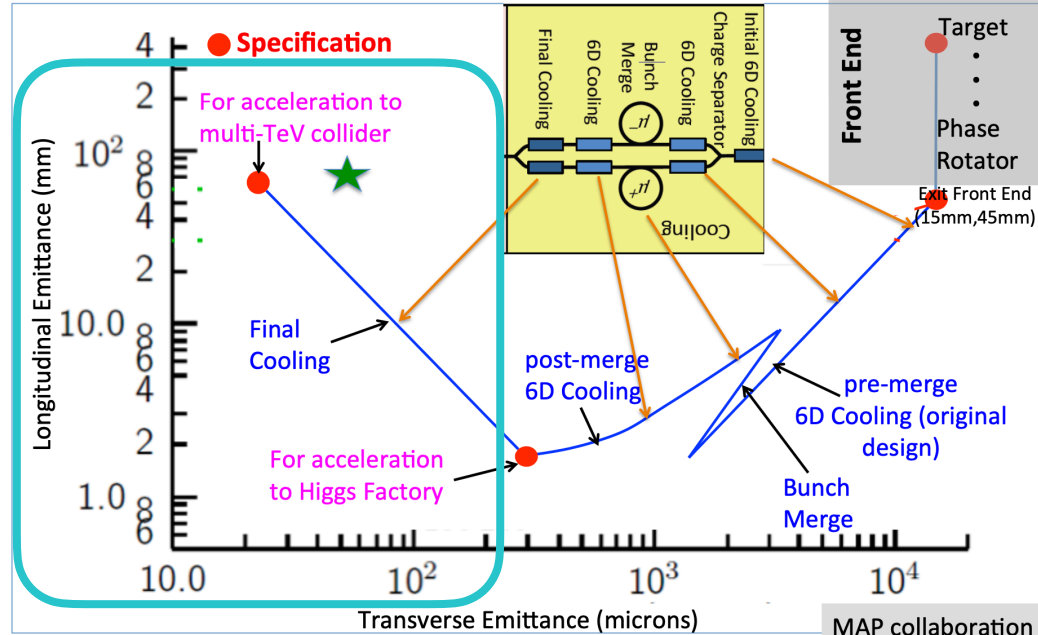 Specification
For acceleration to
multi-TeV collider
Longitudinal Emittance (mm)
4
2
10²
8
6
4
2
10.0
8
6
4
2
1.0
8
6
Final
Cooling
For acceleration
to Higgs Factory
post-merge
6D Cooling
Final Cooling
6D Cooling
Bunch
Merge
6D Cooling
Charge Separator
Initial 6D Cooling
μ−
μ+
Cooling
Front End
Target
Phase
Rotator
Exit Front End
(15mm,45mm)
pre-merge
6D Cooling (original
design)
Bunch
Merge
10.0
10²
10³
10⁴
Transverse Emittance (microns)
MAP collaboration